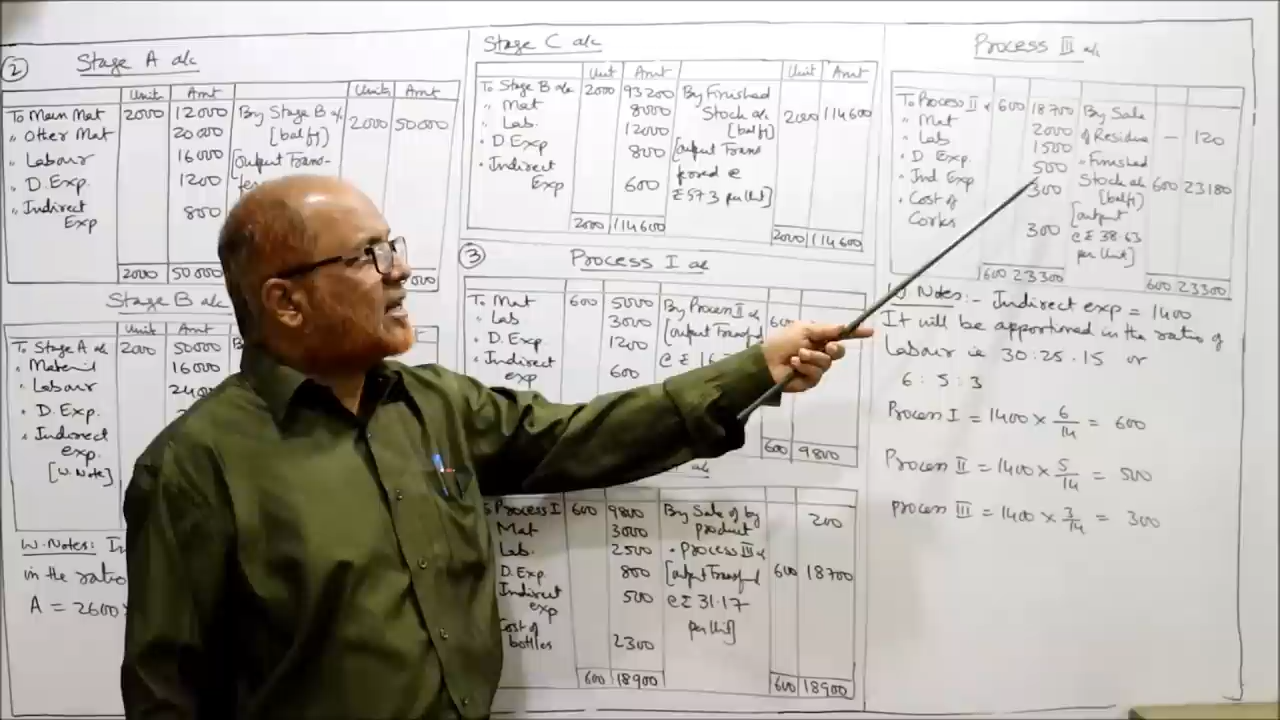 ②
Stage A a/c
Units Amt Units Amt
To Main Mat 2000 12000 By Stage B a/c
" Other Mat 20000 [bal fig] 2000 50000
" Labour 16000 [output Trans-
" D. Exp. 1200 fer
" Indirect 800
Exp
2000 50000
Stage B a/c
Units Amt
To Stage A a/c 2000 50000
" Material 16000
" Labour
" D. Exp.
" Indirect
exp.
[W. Note]
W. Notes:
in the ratio
A = 2600
Stage C a/c
Unit Amt Unit Amt
To Stage B a/c 2000 93200 By Finished
" Mat 8000 Stock a/c 2000 114600
" Lab. 12000 [bal fig]
" D Exp 800 [output Trans
" Indirect ferred @
Exp 600 £ 57.3 per Unit]
2000 114600 2000 114600
③
Process I a/c
To Mat 600 5000 By Process II a/c
" Lab 3000 [output Transfd
" D. Exp. 1200
" Indirect
exp 600
600 9800
a/c
Process I 600 9800 By Sale of by
Mat 3000 product 200
Lab. 2500 " Process III a/c
D. Exp. 800 [output Transfd 600 18700
Indirect 500 @ £ 31.17
exp per Unit]
Cost of
bottles 2300
600 18900 600 18900
Process III a/c
To Process II a/c 600 18700 By Sale
" Mat 2000 of Residue — 120
" Lab 1500
" D Exp. 500 " Finished
" Ind Exp 300 Stock a/c 600 23180
" Cost of [bal fig]
Corks 300 [output
@ £ 38.63
per Unit]
600 23300 600 23300
W Notes:- Indirect exp = 1400
It will be apportioned in the ratio of
Labour ie 30:25:15 or
6 : 5 : 3
Process I = 1400 × 6/14 = 600
Process II = 1400 × 5/14 = 500
process III = 1400 × 3/14 = 300